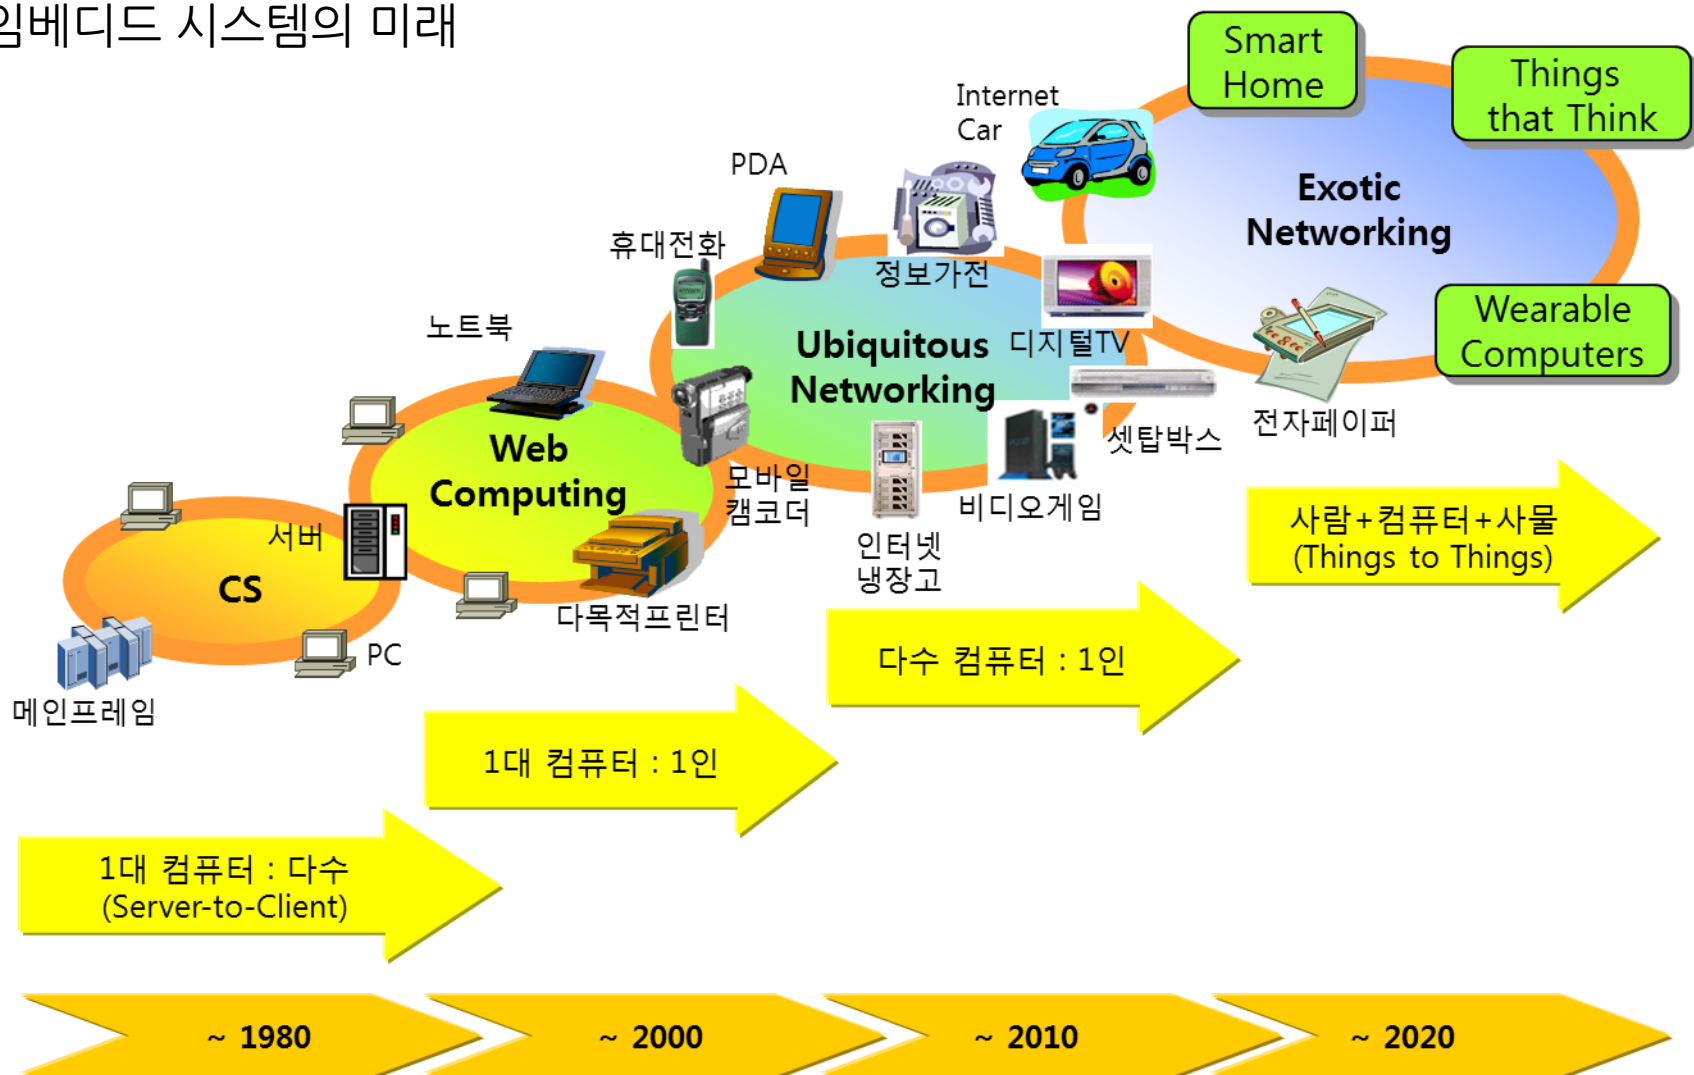 임베디드 시스템의 미래
Smart
Home
Things
that Think
Internet
Car
Exotic
Networking
PDA
휴대전화
정보가전
노트북
Ubiquitous
Networking
디지털TV
Wearable
Computers
전자페이퍼
셋탑박스
Web
Computing
모바일
캠코더
비디오게임
인터넷
냉장고
서버
CS
다목적프린터
PC
메인프레임
사람+컴퓨터+사물
(Things to Things)
다수 컴퓨터 : 1인
1대 컴퓨터 : 1인
1대 컴퓨터 : 다수
(Server-to-Client)
~ 1980
~ 2000
~ 2010
~ 2020